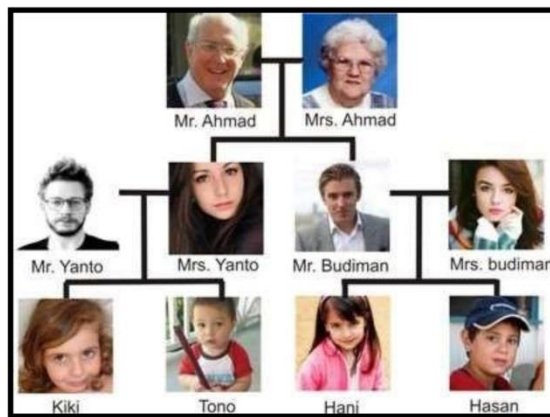 Mr. Ahmad Mrs. Ahmad
Mr. Yanto Mrs. Yanto Mr. Budiman Mrs. budiman
Kiki Tono Hani Hasan